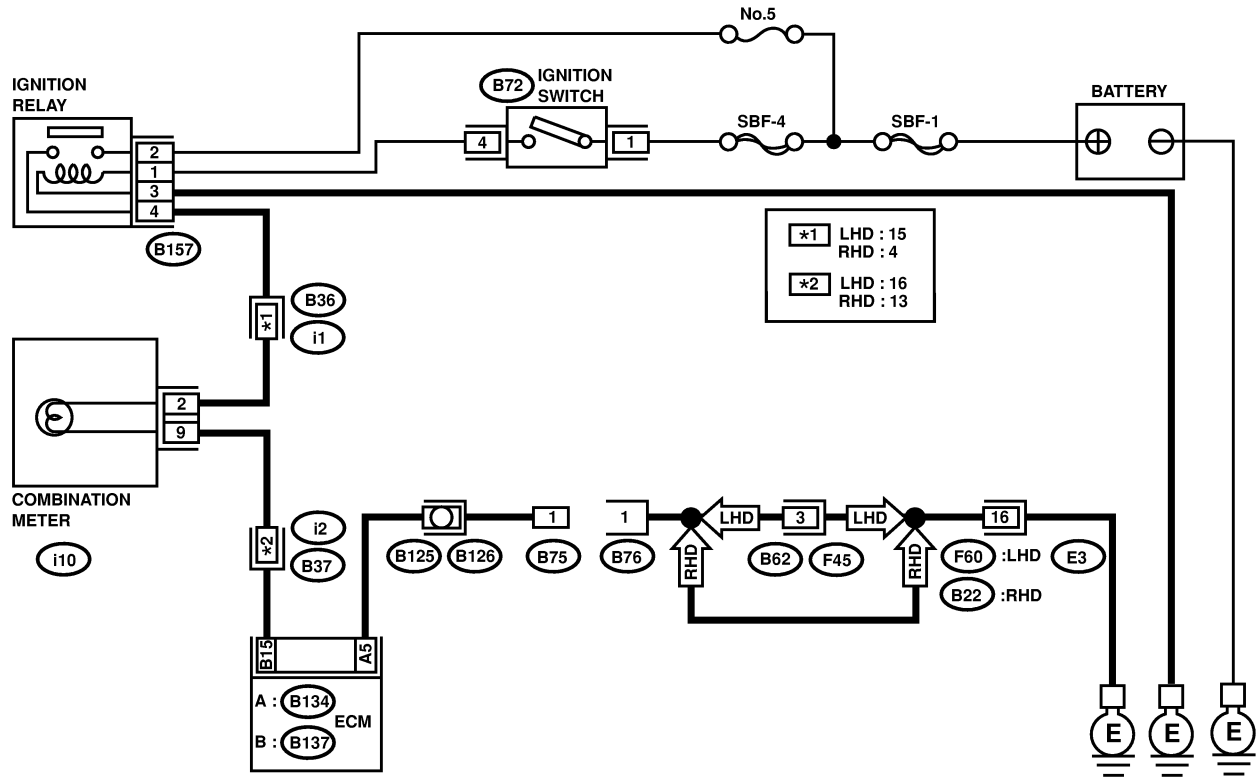 No.5
IGNITION
RELAY
B72
IGNITION
SWITCH
SBF-4
SBF-1
BATTERY
2
1
3
4
4
1
B157
*1 LHD : 15
RHD : 4
*2 LHD : 16
RHD : 13
B36
*1
i1
2
9
COMBINATION
METER
i10
i2
*2
B37
B125
B126
1
B75
1
B76
LHD
3
LHD
RHD
B62
F45
RHD
16
F60 :LHD
B22 :RHD
E3
B15
A5
A : B134
ECM
B : B137
E
E
E